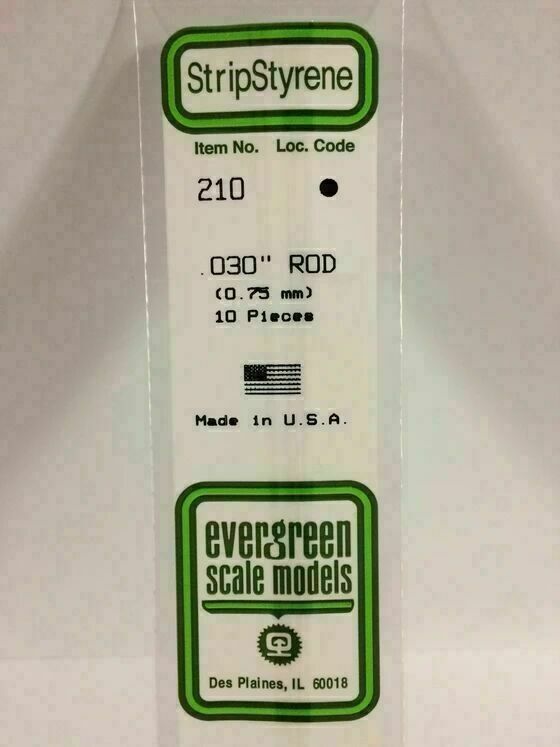 StripStyrene
Item No. Loc. Code
210
.030" ROD
(0.75 mm)
10 Pieces
Made in U.S.A.
evergreen
scale models
Des Plaines, IL 60018